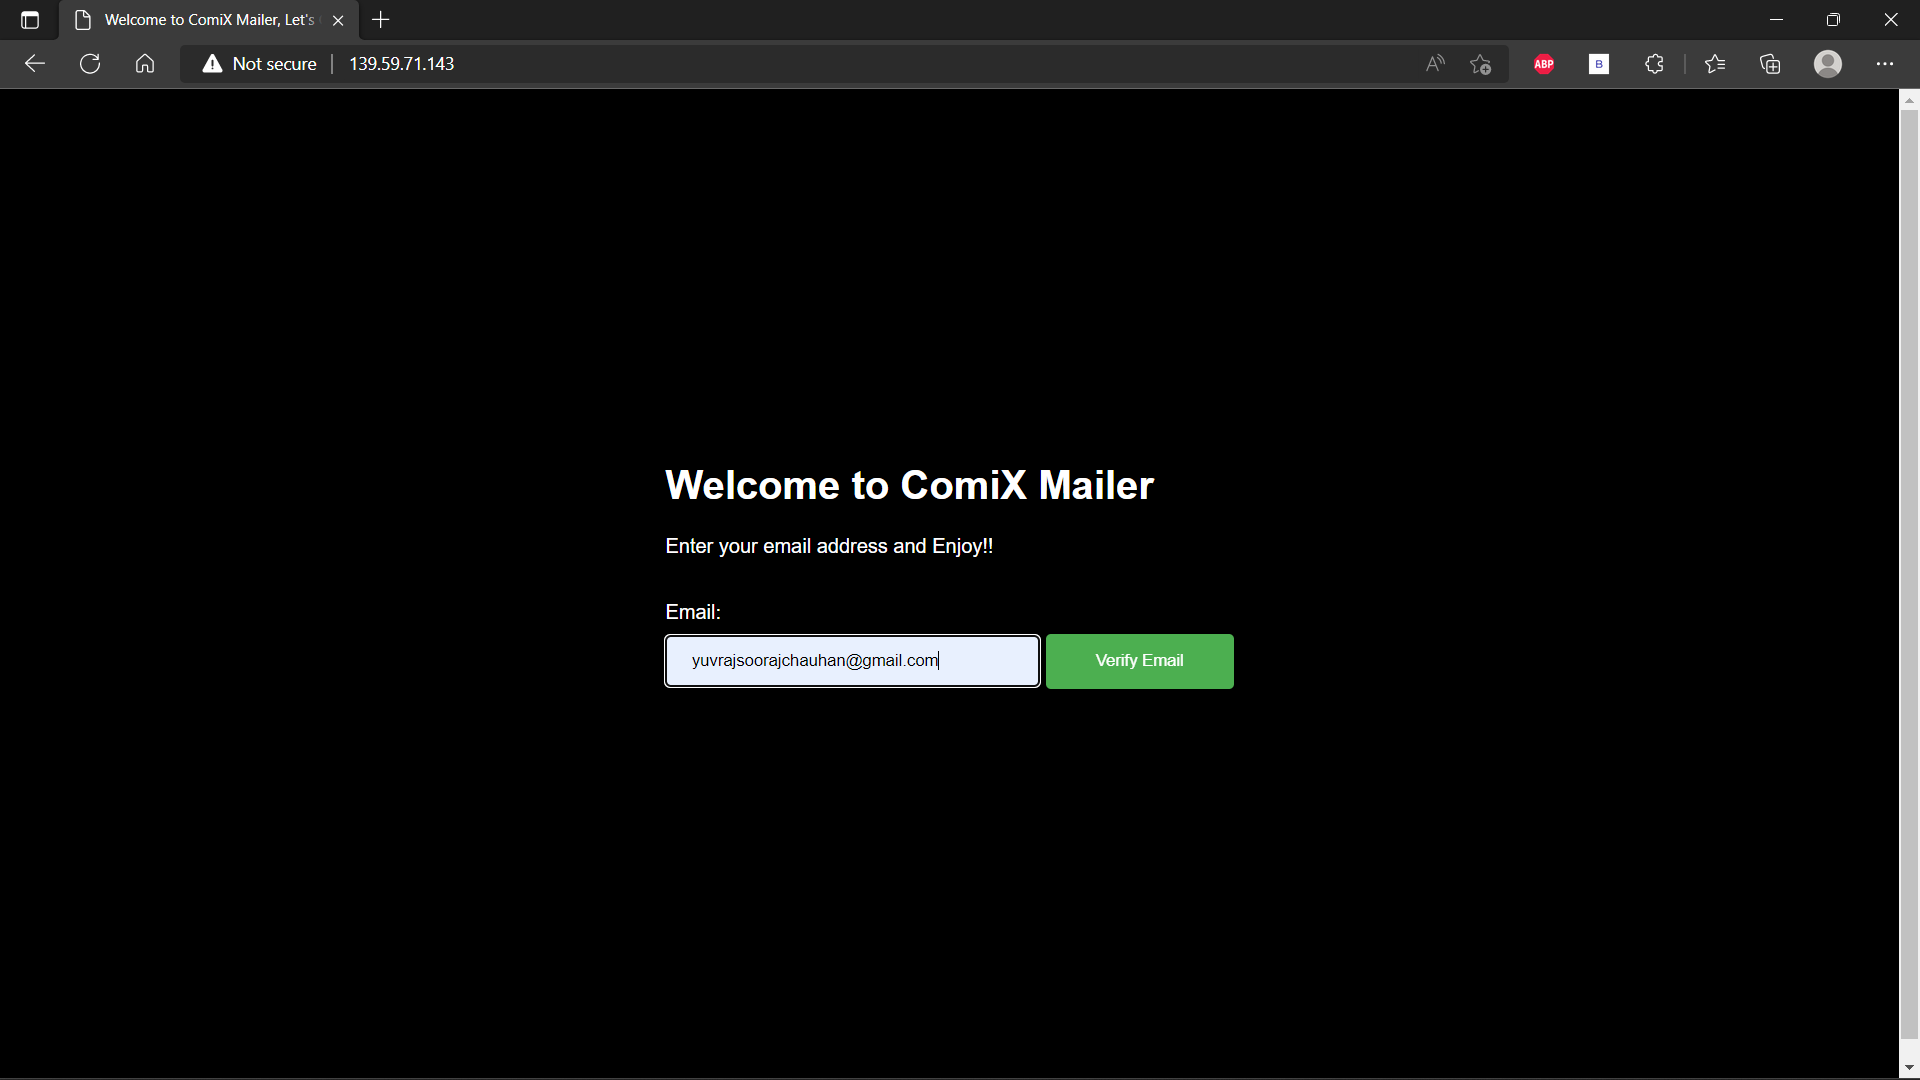 Welcome to ComiX Mailer, Let's
Not secure
139.59.71.143
ABP
B
Welcome to ComiX Mailer
Enter your email address and Enjoy!!
Email:
yuvrajsoorajchauhan@gmail.com
Verify Email